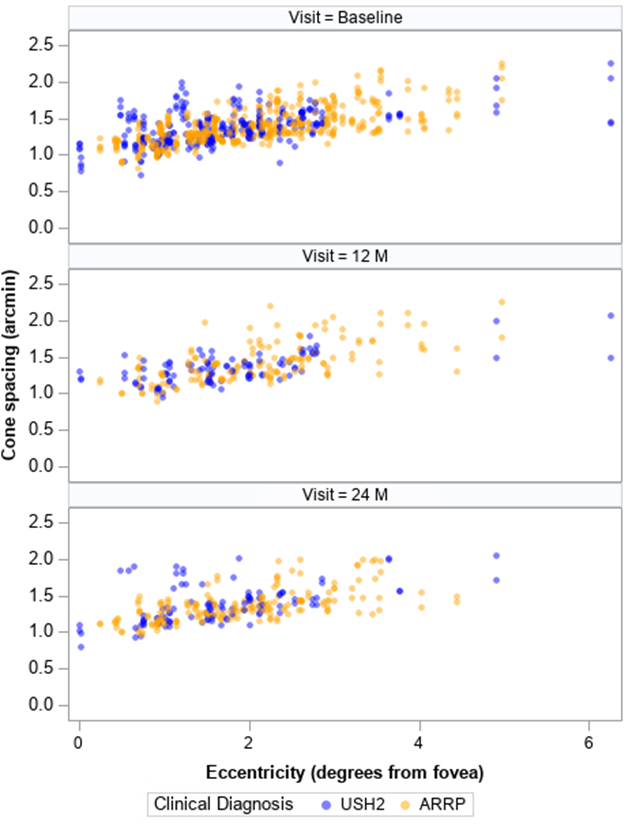 Visit = Baseline
2.5
2.0
1.5
1.0
0.5
0.0
Visit = 12 M
2.5
2.0
1.5
1.0
0.5
0.0
Cone spacing (arcmin)
Visit = 24 M
2.5
2.0
1.5
1.0
0.5
0.0
0 2 4 6
Eccentricity (degrees from fovea)
Clinical Diagnosis USH2 ARRP